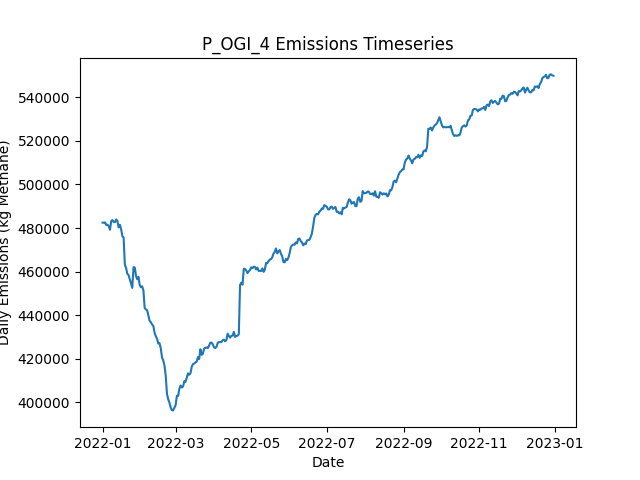 P_OGI_4 Emissions Timeseries
Daily Emissions (kg Methane)
540000
520000
500000
480000
460000
440000
420000
400000
2022-01 2022-03 2022-05 2022-07 2022-09 2022-11 2023-01
Date